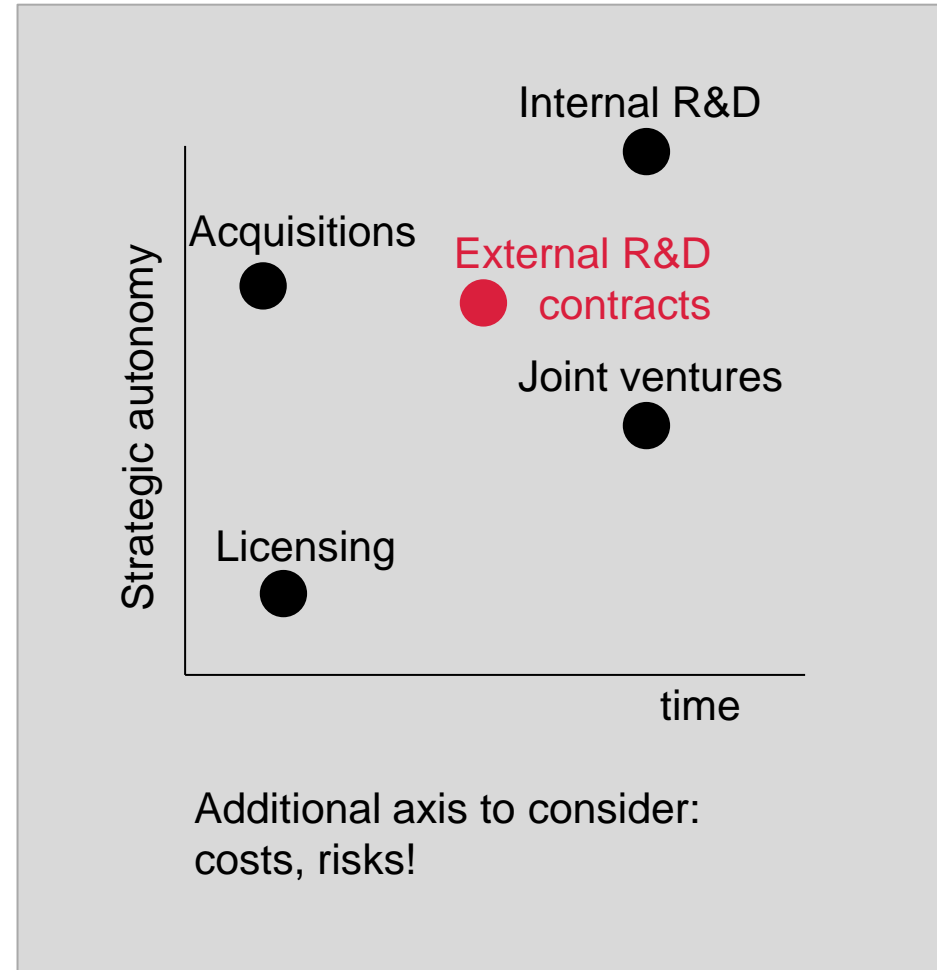 Internal R&D
Acquisitions
External R&D
contracts
Joint ventures
Strategic autonomy
Licensing
time
Additional axis to consider:
costs, risks!